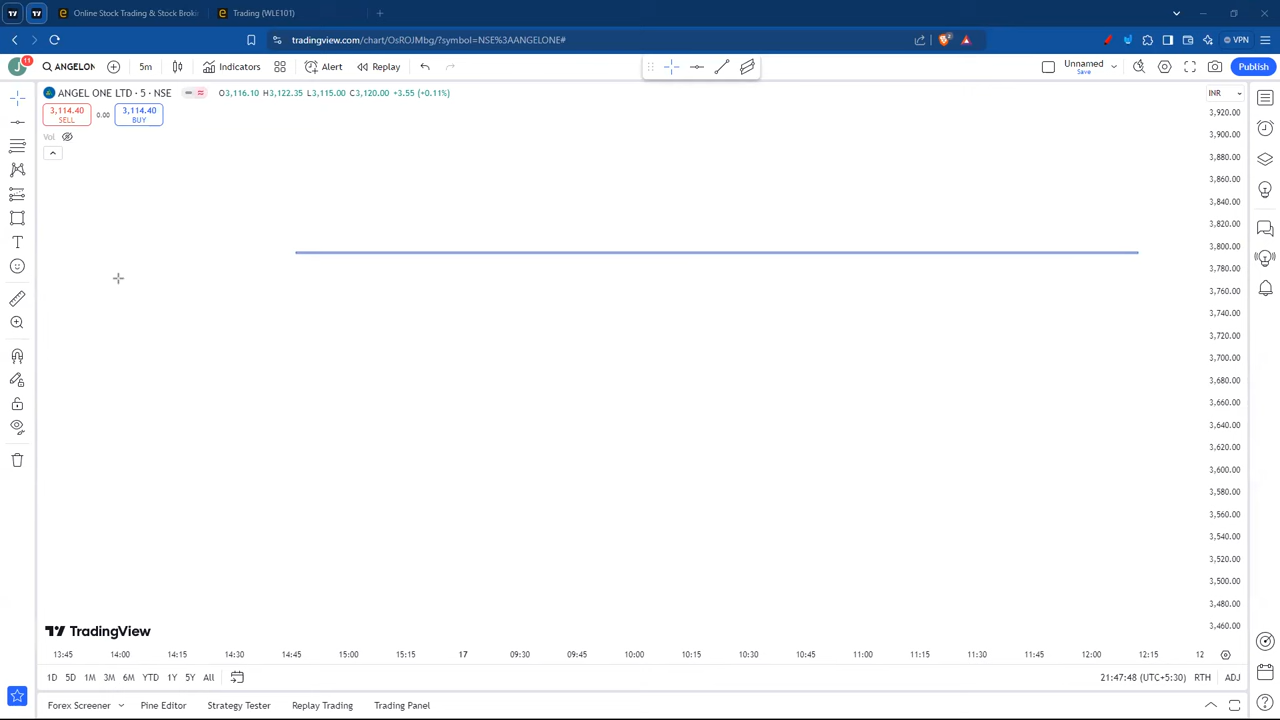 Online Stock Trading & Stock Broki
Trading (WLE101)
tradingview.com/chart/OsROJMbg/?symbol=NSE%3AANGELONE#
VPN
J 11
ANGELON
5m
Indicators
Alert
Replay
Unnamed
Save
Publish
ANGEL ONE LTD · 5 · NSE
O3,116.10 H3,122.35 L3,115.00 C3,120.00 +3.55 (+0.11%)
INR
3,114.40
SELL
0.00
3,114.40
BUY
Vol
3,920.00
3,900.00
3,880.00
3,860.00
3,840.00
3,820.00
3,800.00
3,780.00
3,760.00
3,740.00
3,720.00
3,700.00
3,680.00
3,660.00
3,640.00
3,620.00
3,600.00
3,580.00
3,560.00
3,540.00
3,520.00
3,500.00
3,480.00
3,460.00
TradingView
13:45 14:00 14:15 14:30 14:45 15:00 15:15 17 09:30 09:45 10:00 10:15 10:30 10:45 11:00 11:15 11:30 11:45 12:00 12:15 12
1D 5D 1M 3M 6M YTD 1Y 5Y All
21:47:48 (UTC+5:30) RTH ADJ
Forex Screener Pine Editor Strategy Tester Replay Trading Trading Panel